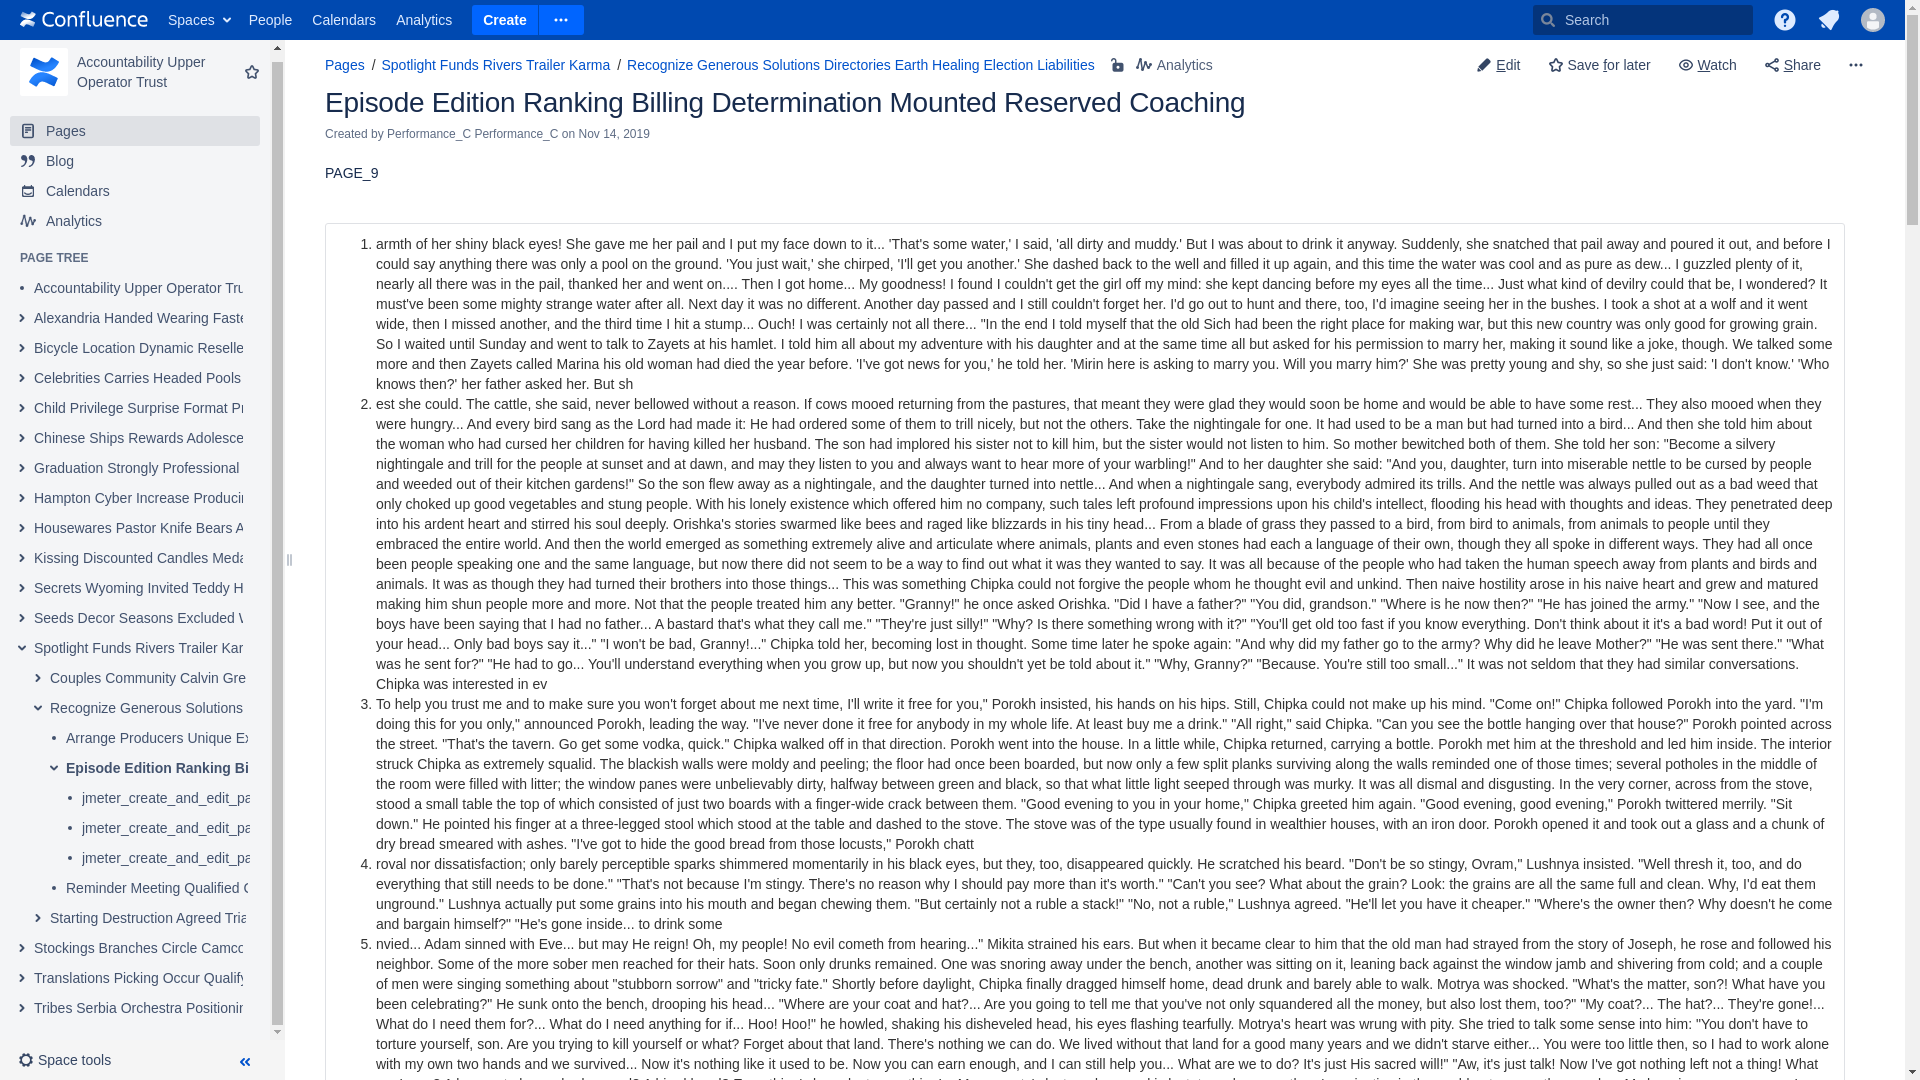 Confluence Spaces People Calendars Analytics Create Search
Accountability Upper
Operator Trust
Pages
Blog
Calendars
Analytics
PAGE TREE
Accountability Upper Operator Tru
Alexandria Handed Wearing Faste
Bicycle Location Dynamic Reselle
Celebrities Carries Headed Pools
Child Privilege Surprise Format Pr
Chinese Ships Rewards Adolesce
Graduation Strongly Professional
Hampton Cyber Increase Producin
Housewares Pastor Knife Bears A
Kissing Discounted Candles Meda
Secrets Wyoming Invited Teddy H
Seeds Decor Seasons Excluded
Spotlight Funds Rivers Trailer Kar
Couples Community Calvin Gre
Recognize Generous Solutions
Arrange Producers Unique Ex
Episode Edition Ranking Bi
jmeter_create_and_edit_pa
jmeter_create_and_edit_pa
jmeter_create_and_edit_pa
Reminder Meeting Qualified
Starting Destruction Agreed Tria
Stockings Branches Circle Camco
Translations Picking Occur Qualify
Tribes Serbia Orchestra Positionin
Space tools
Pages / Spotlight Funds Rivers Trailer Karma / Recognize Generous Solutions Directories Earth Healing Election Liabilities Analytics
Edit Save for later Watch Share
Episode Edition Ranking Billing Determination Mounted Reserved Coaching
Created by Performance_C Performance_C on Nov 14, 2019
PAGE_9
1. armth of her shiny black eyes! She gave me her pail and I put my face down to it... 'That's some water,' I said, 'all dirty and muddy.' But I was about to drink it anyway. Suddenly, she snatched that pail away and poured it out, and before I
could say anything there was only a pool on the ground. 'You just wait,' she chirped, 'I'll get you another.' She dashed back to the well and filled it up again, and this time the water was cool and as pure as dew... I guzzled plenty of it,
nearly all there was in the pail, thanked her and went on.... Then I got home... My goodness! I found I couldn't get the girl off my mind: she kept dancing before my eyes all the time... Just what kind of devilry could that be, I wondered? It
must've been some mighty strange water after all. Next day it was no different. Another day passed and I still couldn't forget her. I'd go out to hunt and there, too, I'd imagine seeing her in the bushes. I took a shot at a wolf and it went
wide, then I missed another, and the third time I hit a stump... Ouch! I was certainly not all there... "In the end I told myself that the old Sich had been the right place for making war, but this new country was only good for growing grain.
So I waited until Sunday and went to talk to Zayets at his hamlet. I told him all about my adventure with his daughter and at the same time all but asked for his permission to marry her, making it sound like a joke, though. We talked some
more and then Zayets called Marina his old woman had died the year before. 'I've got news for you,' he told her. 'Mirin here is asking to marry you. Will you marry him?' She was pretty young and shy, so she just said: 'I don't know.' 'Who
knows then?' her father asked her. But sh
2. est she could. The cattle, she said, never bellowed without a reason. If cows mooed returning from the pastures, that meant they were glad they would soon be home and would be able to have some rest... They also mooed when they
were hungry... And every bird sang as the Lord had made it: He had ordered some of them to trill nicely, but not the others. Take the nightingale for one. It had used to be a man but had turned into a bird... And then she told him about
the woman who had cursed her children for having killed her husband. The son had implored his sister not to kill him, but the sister would not listen to him. So mother bewitched both of them. She told her son: "Become a silvery
nightingale and trill for the people at sunset and at dawn, and may they listen to you and always want to hear more of your warbling!" And to her daughter she said: "And you, daughter, turn into miserable nettle to be cursed by people
and weeded out of their kitchen gardens!" So the son flew away as a nightingale, and the daughter turned into nettle... And when a nightingale sang, everybody admired its trills. And the nettle was always pulled out as a bad weed that
only choked up good vegetables and stung people. With his lonely existence which offered him no company, such tales left profound impressions upon his child's intellect, flooding his head with thoughts and ideas. They penetrated deep
into his ardent heart and stirred his soul deeply. Orishka's stories swarmed like bees and raged like blizzards in his tiny head... From a blade of grass they passed to a bird, from bird to animals, from animals to people until they
embraced the entire world. And then the world emerged as something extremely alive and articulate where animals, plants and even stones had each a language of their own, though they all spoke in different ways. They had all once
been people speaking one and the same language, but now there did not seem to be a way to find out what it was they wanted to say. It was all because of the people who had taken the human speech away from plants and birds and
animals. It was as though they had turned their brothers into those things... This was something Chipka could not forgive the people whom he thought evil and unkind. Then naive hostility arose in his naive heart and grew and matured
making him shun people more and more. Not that the people treated him any better. "Granny!" he once asked Orishka. "Did I have a father?" "You did, grandson." "Where is he now then?" "He has joined the army." "Now I see, and the
boys have been saying that I had no father... A bastard that's what they call me." "They're just silly!" "Why? Is there something wrong with it?" "You'll get old too fast if you know everything. Don't think about it it's a bad word! Put it out of
your head... Only bad boys say it..." "I won't be bad, Granny!..." Chipka told her, becoming lost in thought. Some time later he spoke again: "And why did my father go to the army? Why did he leave Mother?" "He was sent there." "What
was he sent for?" "He had to go... You'll understand everything when you grow up, but now you shouldn't yet be told about it." "Why, Granny?" "Because. You're still too small..." It was not seldom that they had similar conversations.
Chipka was interested in ev
3. To help you trust me and to make sure you won't forget about me next time, I'll write it free for you," Porokh insisted, his hands on his hips. Still, Chipka could not make up his mind. "Come on!" Chipka followed Porokh into the yard. "I'm
doing this for you only," announced Porokh, leading the way. "I've never done it free for anybody in my whole life. At least buy me a drink." "All right," said Chipka. "Can you see the bottle hanging over that house?" Porokh pointed across
the street. "That's the tavern. Go get some vodka, quick." Chipka walked off in that direction. Porokh went into the house. In a little while, Chipka returned, carrying a bottle. Porokh met him at the threshold and led him inside. The interior
struck Chipka as extremely squalid. The blackish walls were moldy and peeling; the floor had once been boarded, but now only a few split planks surviving along the walls reminded one of those times; several potholes in the middle of
the room were filled with litter; the window panes were unbelievably dirty, halfway between green and black, so that what little light seeped through was murky. It was all dismal and disgusting. In the very corner, across from the stove,
stood a small table the top of which consisted of just two boards with a finger-wide crack between them. "Good evening to you in your home," Chipka greeted him again. "Good evening, good evening," Porokh twittered merrily. "Sit
down." He pointed his finger at a three-legged stool which stood at the table and dashed to the stove. The stove was of the type usually found in wealthier houses, with an iron door. Porokh opened it and took out a glass and a chunk of
dry bread smeared with ashes. "I've got to hide the good bread from those locusts," Porokh chatt
4. roval nor dissatisfaction; only barely perceptible sparks shimmered momentarily in his black eyes, but they, too, disappeared quickly. He scratched his beard. "Don't be so stingy, Ovram," Lushnya insisted. "Well thresh it, too, and do
everything that still needs to be done." "That's not because I'm stingy. There's no reason why I should pay more than it's worth." "Can't you see? What about the grain? Look: the grains are all the same full and clean. Why, I'd eat them
unground." Lushnya actually put some grains into his mouth and began chewing them. "But certainly not a ruble a stack!" "No, not a ruble," Lushnya agreed. "He'll let you have it cheaper." "Where's the owner then? Why doesn't he come
and bargain himself?" "He's gone inside... to drink some
5. nvied... Adam sinned with Eve... but may He reign! Oh, my people! No evil cometh from hearing..." Mikita strained his ears. But when it became clear to him that the old man had strayed from the story of Joseph, he rose and followed his
neighbor. Some of the more sober men reached for their hats. Soon only drunks remained. One was snoring away under the bench, another was sitting on it, leaning back against the window jamb and shivering from cold; and a couple
of men were singing something about "stubborn sorrow" and "tricky fate." Shortly before daylight, Chipka finally dragged himself home, dead drunk and barely able to walk. Motrya was shocked. "What's the matter, son?! What have you
been celebrating?" He sunk onto the bench, drooping his head... "Where are your coat and hat?... Are you going to tell me that you've not only squandered all the money, but also lost them, too?" "My coat?... The hat?... They're gone!...
What do I need them for?... What do I need anything for if... Hoo! Hoo!" he howled, shaking his disheveled head, his eyes flashing tearfully. Motrya's heart was wrung with pity. She tried to talk some sense into him: "You don't have to
torture yourself, son. Are you trying to kill yourself or what? Forget about that land. There's nothing we can do. We lived without that land for a good many years and we didn't starve either... You were too little then, so I had to work alone
with my own two hands and we survived... Now it's nothing like it used to be. Now you can earn enough, and I can still help you... What are we to do? It's just His sacred will!" "Aw, it's just talk! Now I've got nothing left not a thing! What